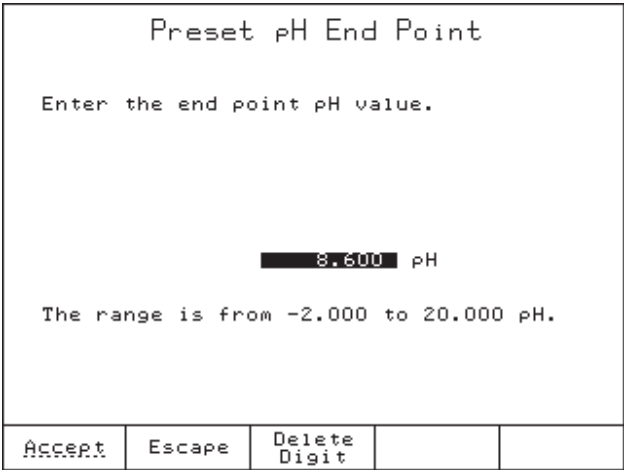 Preset pH End Point
Enter the end point pH value.
8.600 pH
The range is from -2.000 to 20.000 pH.
Accept
Escape
Delete
Digit